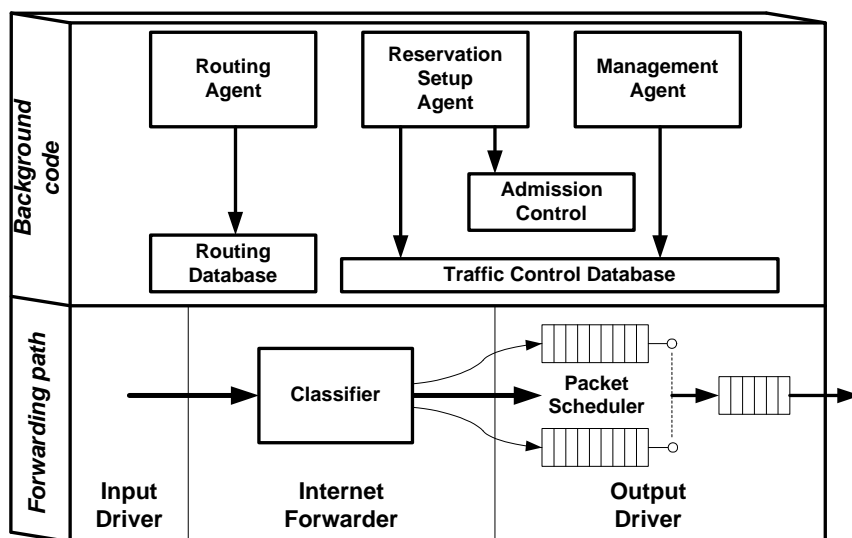 Background
code
Routing
Agent
Reservation
Setup
Agent
Management
Agent
Admission
Control
Routing
Database
Traffic Control Database
Forwarding path
Classifier
Packet
Scheduler
Input
Driver
Internet
Forwarder
Output
Driver